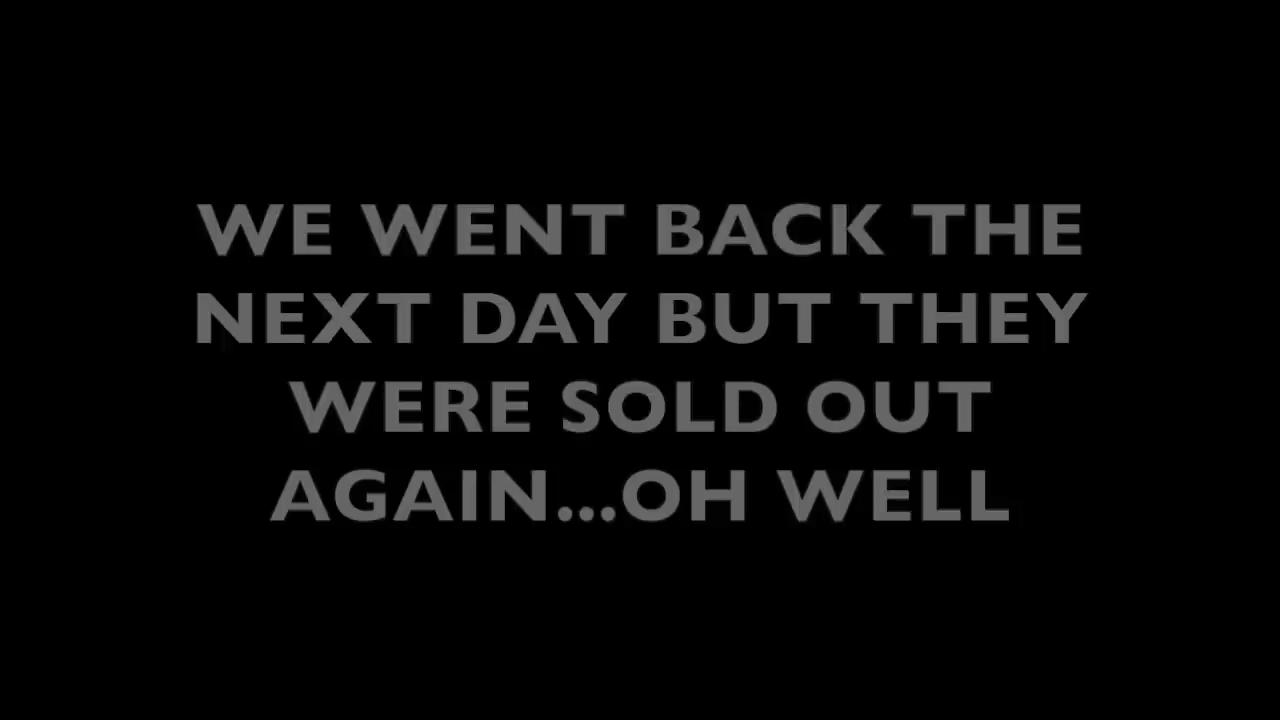 WE WENT BACK THE
NEXT DAY BUT THEY
WERE SOLD OUT
AGAIN...OH WELL